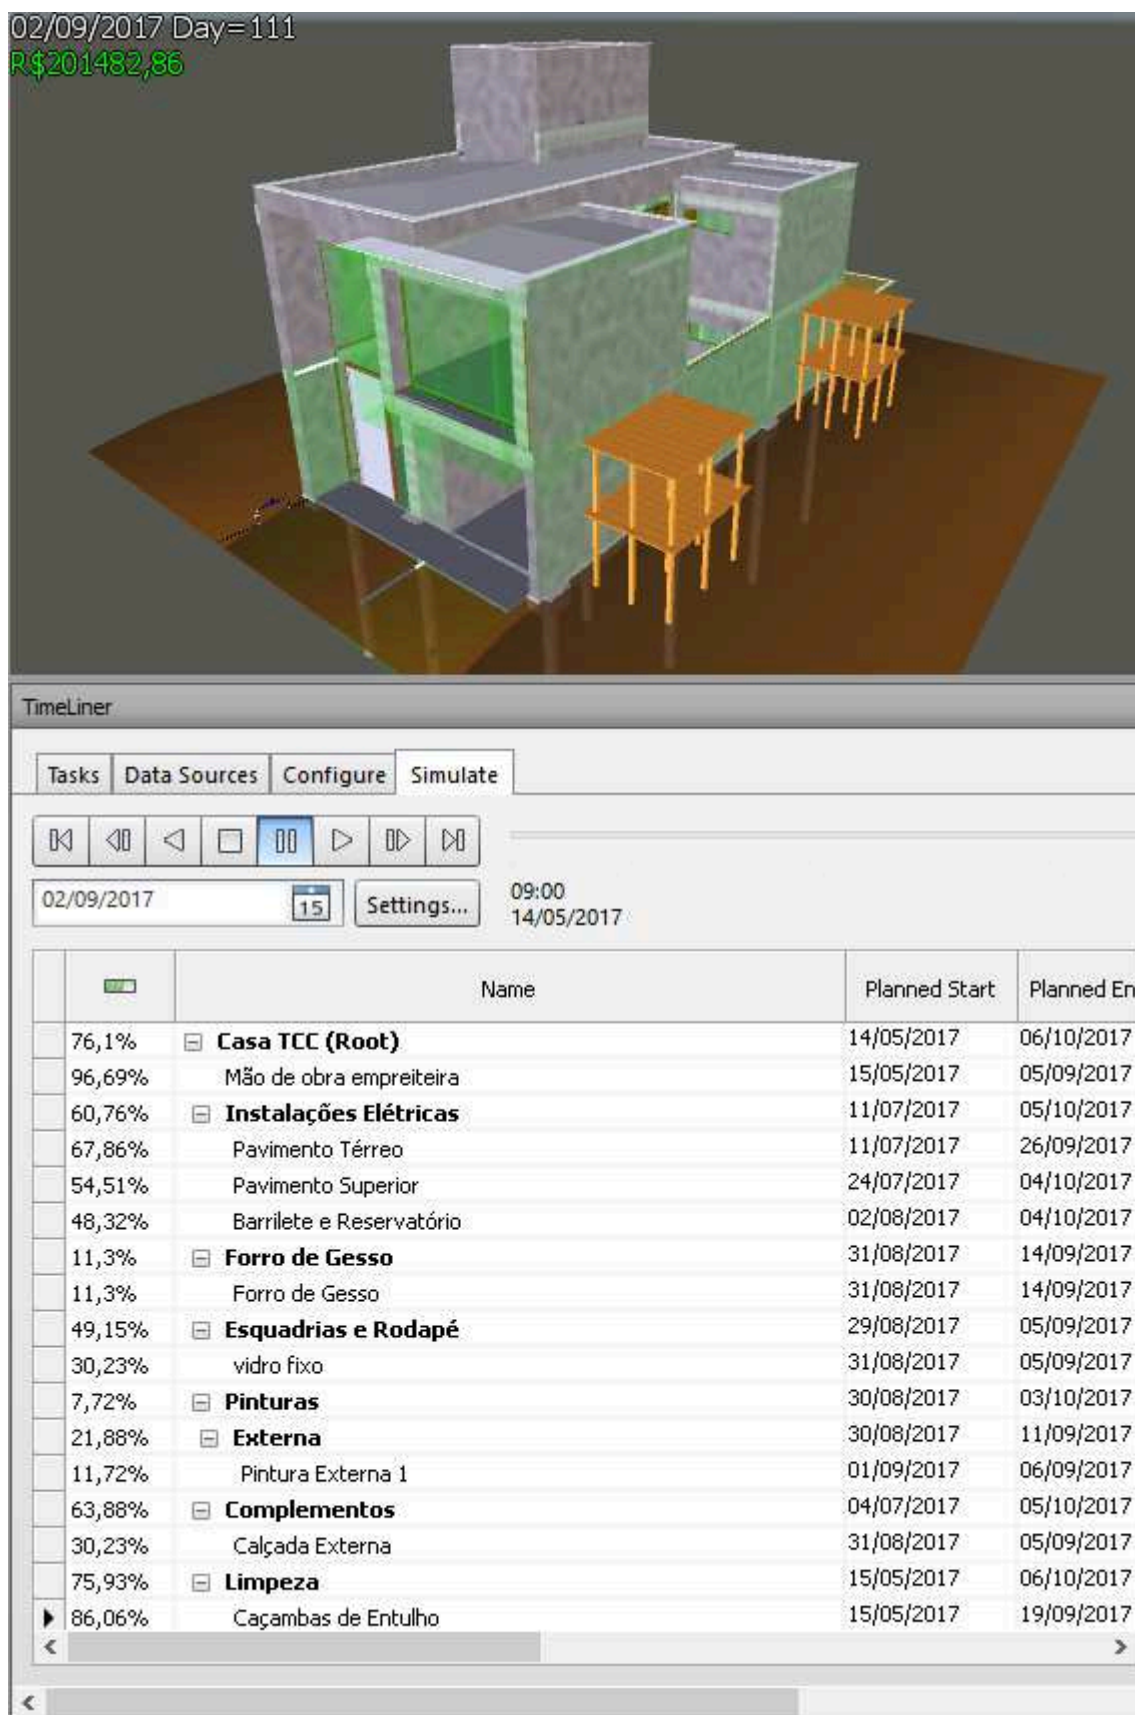 02/09/2017 Day=111
R$201482,86
TimeLiner
Tasks Data Sources Configure Simulate
02/09/2017 15 Settings... 09:00
14/05/2017
Name Planned Start Planned En
76,1% Casa TCC (Root) 14/05/2017 06/10/2017
96,69% Mão de obra empreiteira 15/05/2017 05/09/2017
60,76% Instalações Elétricas 11/07/2017 05/10/2017
67,86% Pavimento Térreo 11/07/2017 26/09/2017
54,51% Pavimento Superior 24/07/2017 04/10/2017
48,32% Barrilete e Reservatório 02/08/2017 04/10/2017
11,3% Forro de Gesso 31/08/2017 14/09/2017
11,3% Forro de Gesso 31/08/2017 14/09/2017
49,15% Esquadrias e Rodapé 29/08/2017 05/09/2017
30,23% vidro fixo 31/08/2017 05/09/2017
7,72% Pinturas 30/08/2017 03/10/2017
21,88% Externa 30/08/2017 11/09/2017
11,72% Pintura Externa 1 01/09/2017 06/09/2017
63,88% Complementos 04/07/2017 05/10/2017
30,23% Calçada Externa 31/08/2017 05/09/2017
75,93% Limpeza 15/05/2017 06/10/2017
86,06% Caçambas de Entulho 15/05/2017 19/09/2017